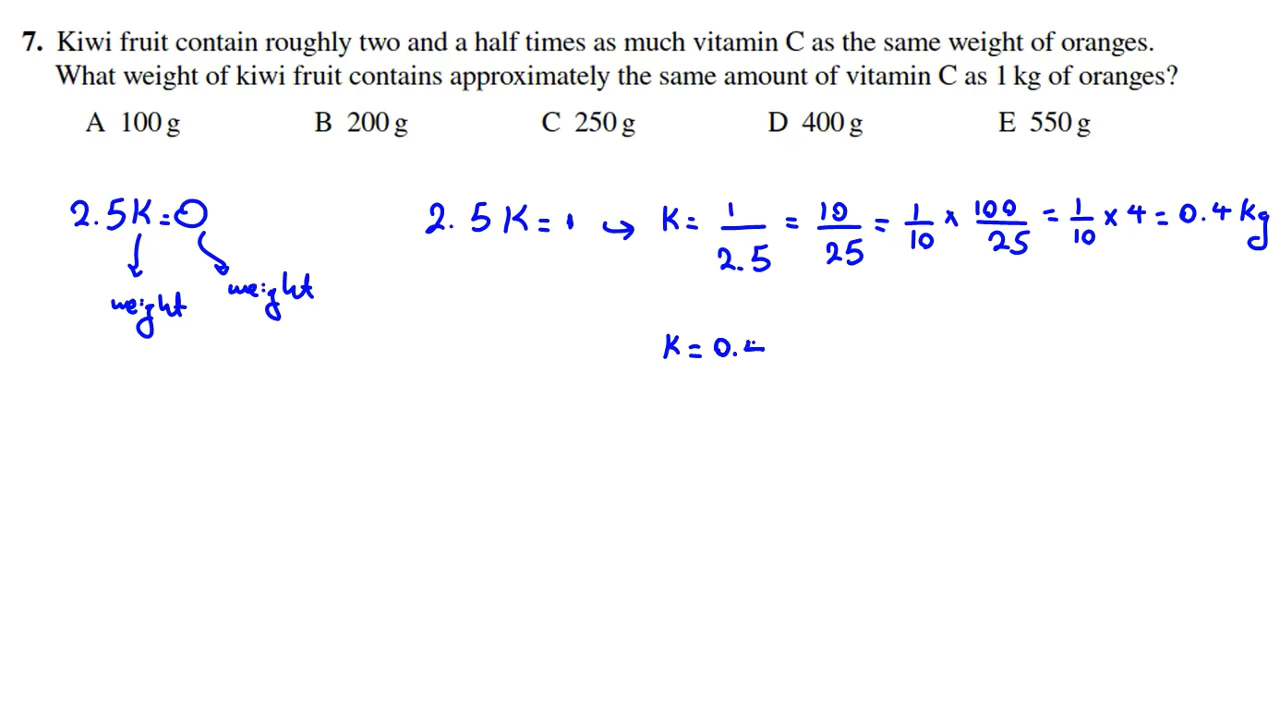 7. Kiwi fruit contain roughly two and a half times as much vitamin C as the same weight of oranges.
What weight of kiwi fruit contains approximately the same amount of vitamin C as 1 kg of oranges?
A 100 g B 200 g C 250 g D 400 g E 550 g
2.5K=O 2.5K=1 → K= 1/2.5 = 10/25 = 1/10 × 100/25 = 1/10 × 4 = 0.4 kg
weight weight
K= 0.4